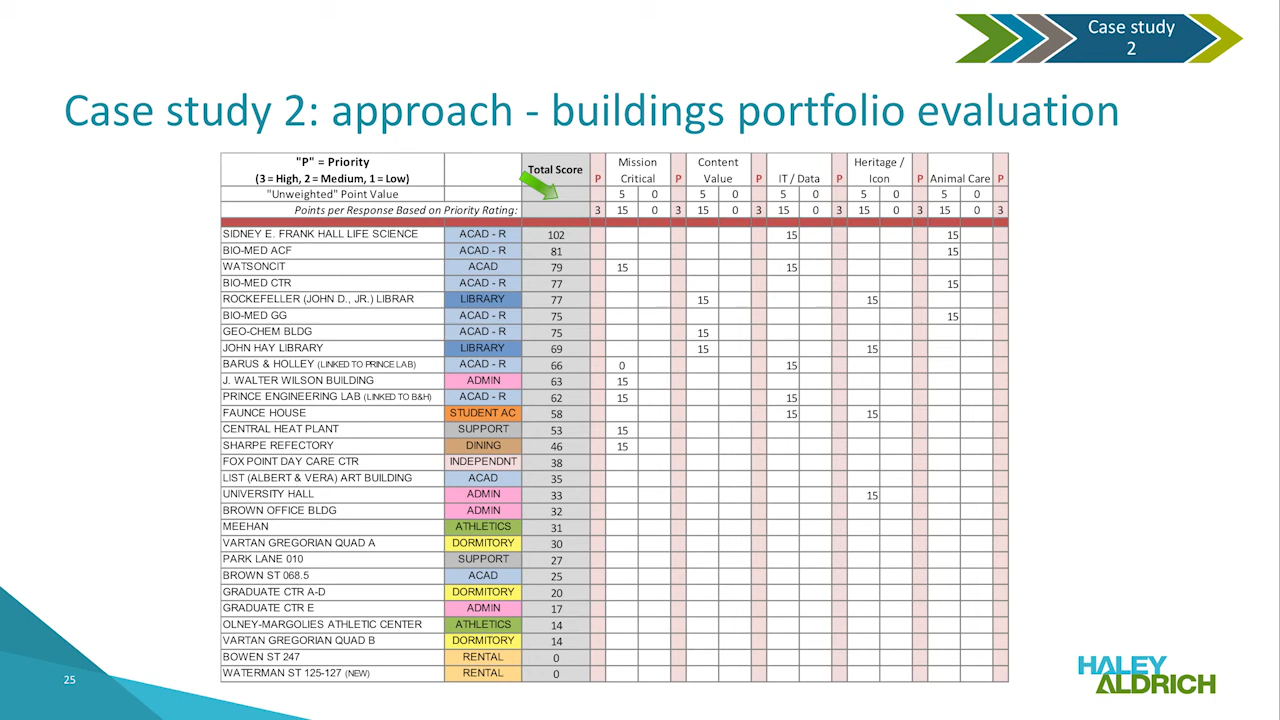 Case study
2
Case study 2: approach - buildings portfolio evaluation
"P" = Priority
(3 = High, 2 = Medium, 1 = Low) Total Score P Mission Critical P Content Value P IT / Data P Heritage / Icon P Animal Care P
"Unweighted" Point Value 5 0 5 0 5 0 5 0 5 0
Points per Response Based on Priority Rating: 3 15 0 3 15 0 3 15 0 3 15 0 3 15 0 3
SIDNEY E. FRANK HALL LIFE SCIENCE ACAD - R 102 15 15
BIO-MED ACF ACAD - R 81 15
WATSONCIT ACAD 79 15 15
BIO-MED CTR ACAD - R 77 15
ROCKEFELLER (JOHN D., JR.) LIBRAR LIBRARY 77 15 15
BIO-MED GG ACAD - R 75 15
GEO-CHEM BLDG ACAD - R 75 15
JOHN HAY LIBRARY LIBRARY 69 15 15
BARUS & HOLLEY (LINKED TO PRINCE LAB) ACAD - R 66 0 15
J. WALTER WILSON BUILDING ADMIN 63 15
PRINCE ENGINEERING LAB (LINKED TO B&H) ACAD - R 62 15 15
FAUNCE HOUSE STUDENT AC 58 15 15
CENTRAL HEAT PLANT SUPPORT 53 15
SHARPE REFECTORY DINING 46 15
FOX POINT DAY CARE CTR INDEPENDNT 38
LIST (ALBERT & VERA) ART BUILDING ACAD 35
UNIVERSITY HALL ADMIN 33 15
BROWN OFFICE BLDG ADMIN 32
MEEHAN ATHLETICS 31
VARTAN GREGORIAN QUAD A DORMITORY 30
PARK LANE 010 SUPPORT 27
BROWN ST 068.5 ACAD 25
GRADUATE CTR A-D DORMITORY 20
GRADUATE CTR E ADMIN 17
OLNEY-MARGOLIES ATHLETIC CENTER ATHLETICS 14
VARTAN GREGORIAN QUAD B DORMITORY 14
BOWEN ST 247 RENTAL 0
WATERMAN ST 125-127 (NEW) RENTAL 0
25
HALEY
ALDRICH